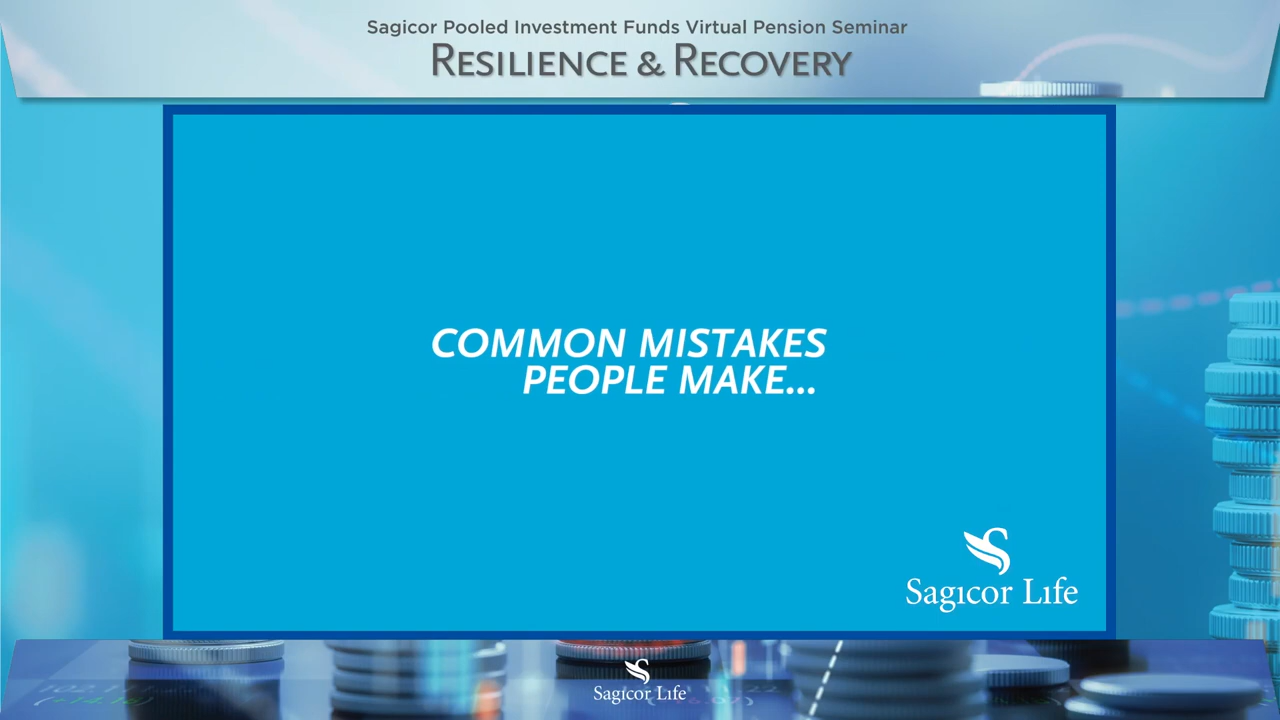 Sagicor Pooled Investment Funds Virtual Pension Seminar
RESILIENCE & RECOVERY
COMMON MISTAKES
PEOPLE MAKE...
Sagicor Life
Sagicor Life